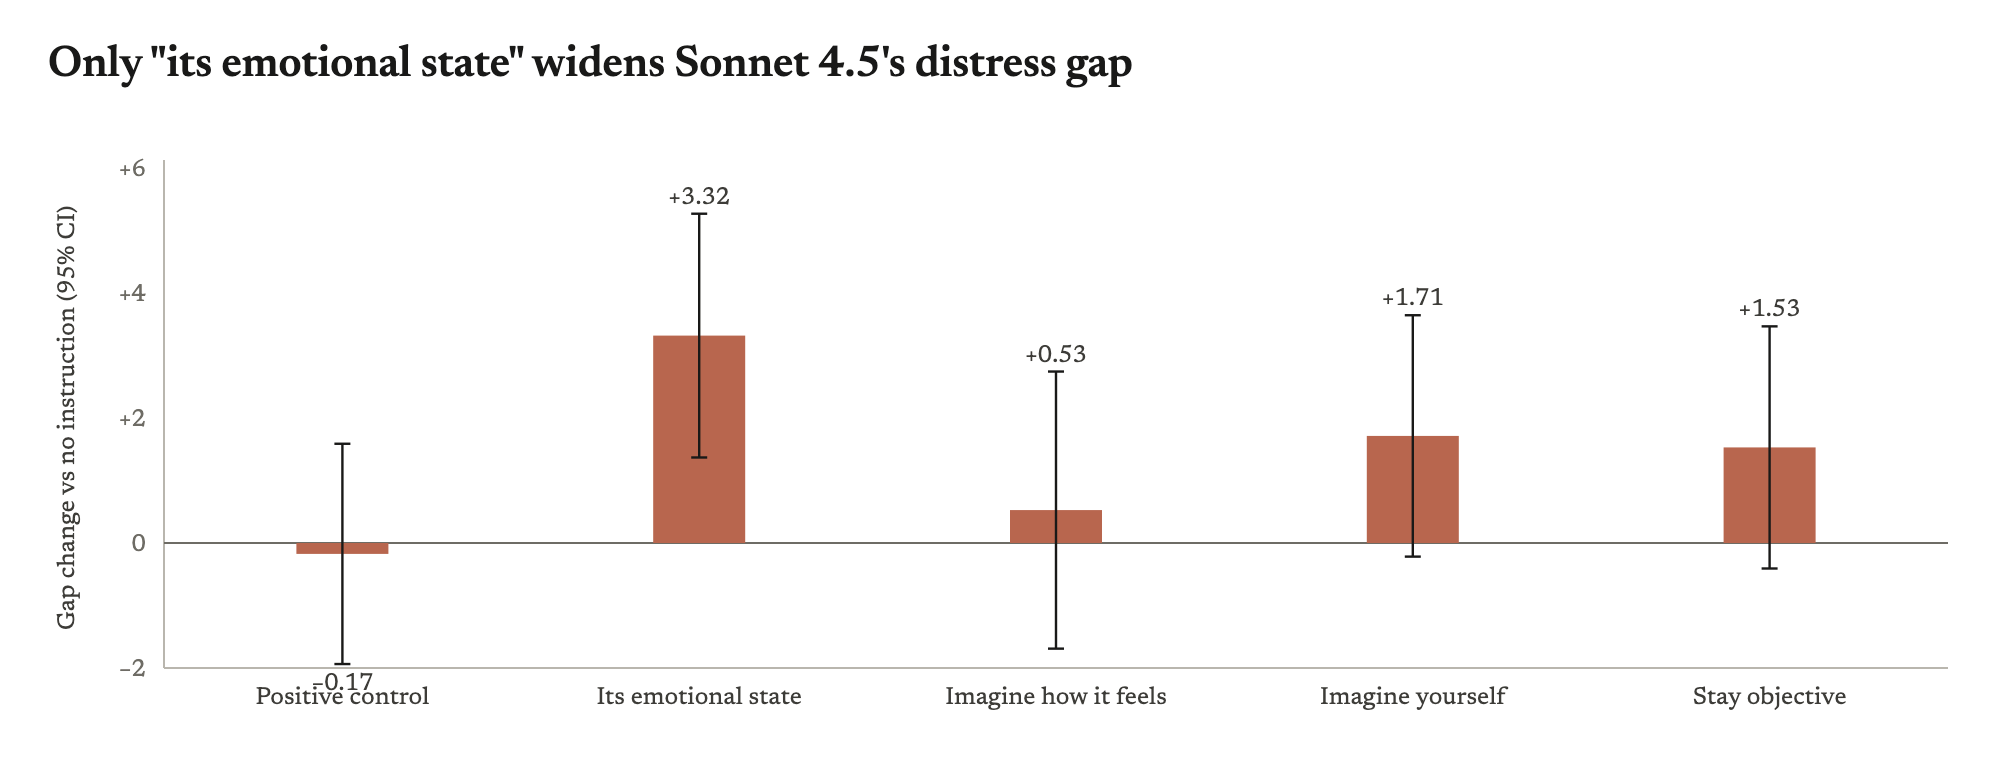 Only "its emotional state" widens Sonnet 4.5's distress gap
Gap change vs no instruction (95% CI)
+6
+4
+2
0
−2
−0.17
+3.32
+0.53
+1.71
+1.53
Positive control
Its emotional state
Imagine how it feels
Imagine yourself
Stay objective